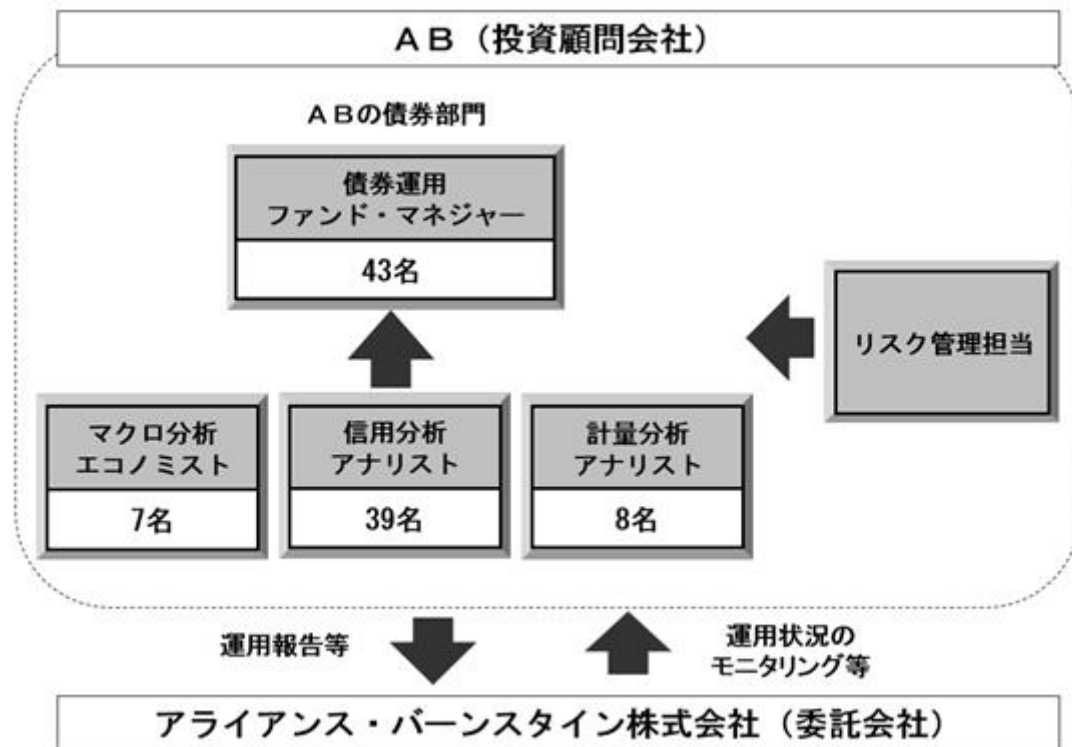 ＡＢ（投資顧問会社）
ＡＢの債券部門
債券運用
ファンド・マネジャー
43名
リスク管理担当
マクロ分析
エコノミスト
7名
信用分析
アナリスト
39名
計量分析
アナリスト
8名
運用報告等
運用状況の
モニタリング等
アライアンス・バーンスタイン株式会社（委託会社）